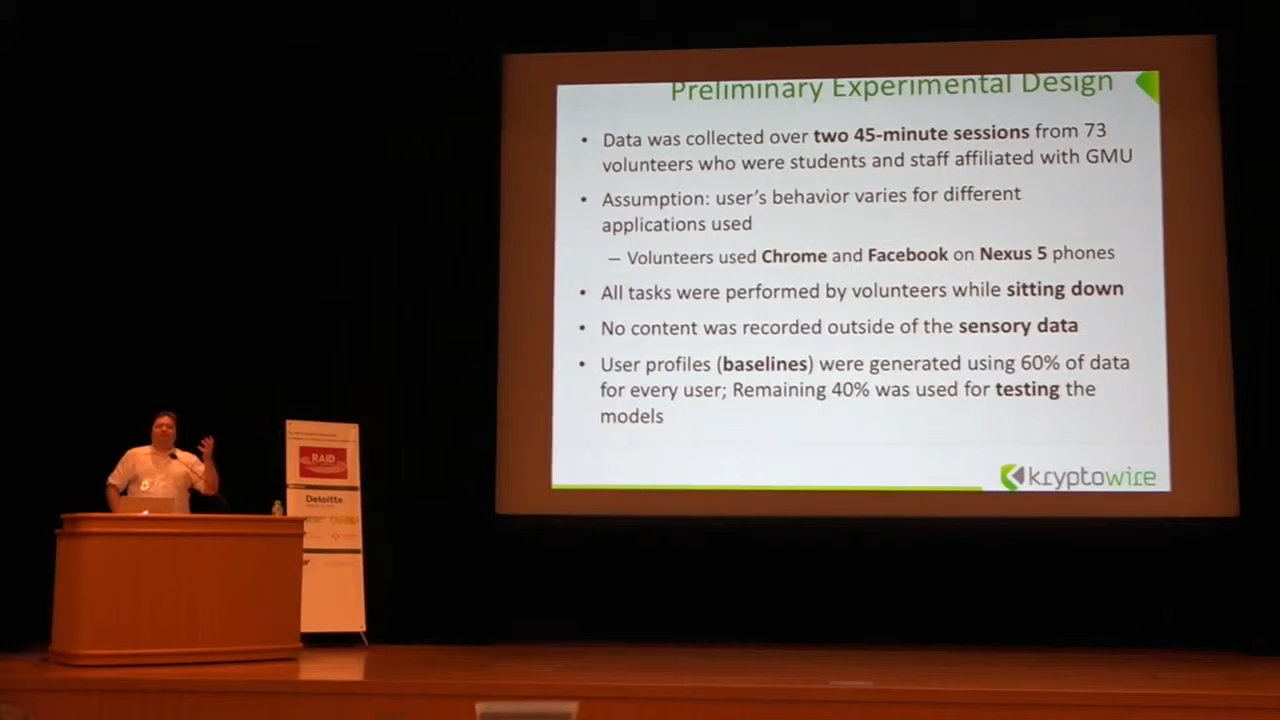 Preliminary Experimental Design
• Data was collected over two 45-minute sessions from 73
volunteers who were students and staff affiliated with GMU
• Assumption: user's behavior varies for different
applications used
– Volunteers used Chrome and Facebook on Nexus 5 phones
• All tasks were performed by volunteers while sitting down
• No content was recorded outside of the sensory data
• User profiles (baselines) were generated using 60% of data
for every user; Remaining 40% was used for testing the
models
kryptowire
RAID
Deloitte